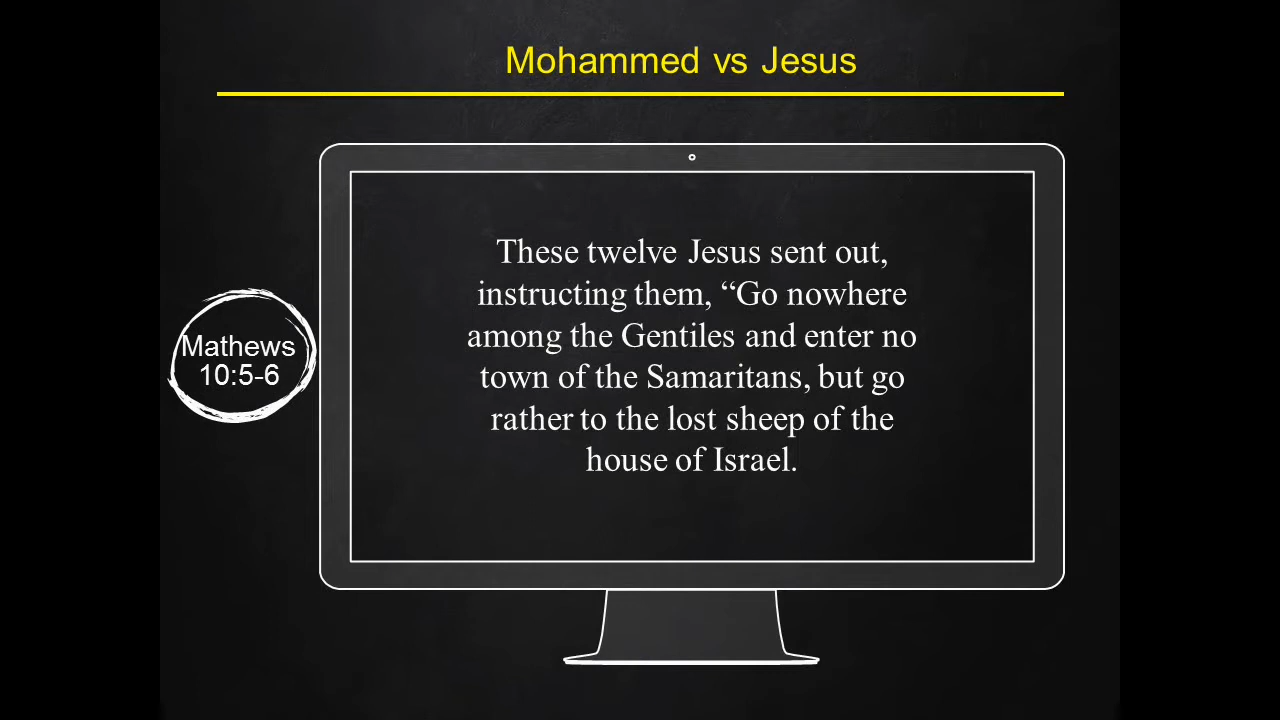 Mohammed vs Jesus
These twelve Jesus sent out,
instructing them, “Go nowhere
among the Gentiles and enter no
town of the Samaritans, but go
rather to the lost sheep of the
house of Israel.
Mathews
10:5-6